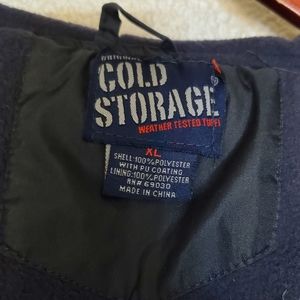 ORIGINAL
COLD
STORAGE
WEATHER TESTED TUFF!
XL
SHELL:100%POLYESTER
WITH PU COATING
LINING:100%POLYESTER
RN# 69030
MADE IN CHINA